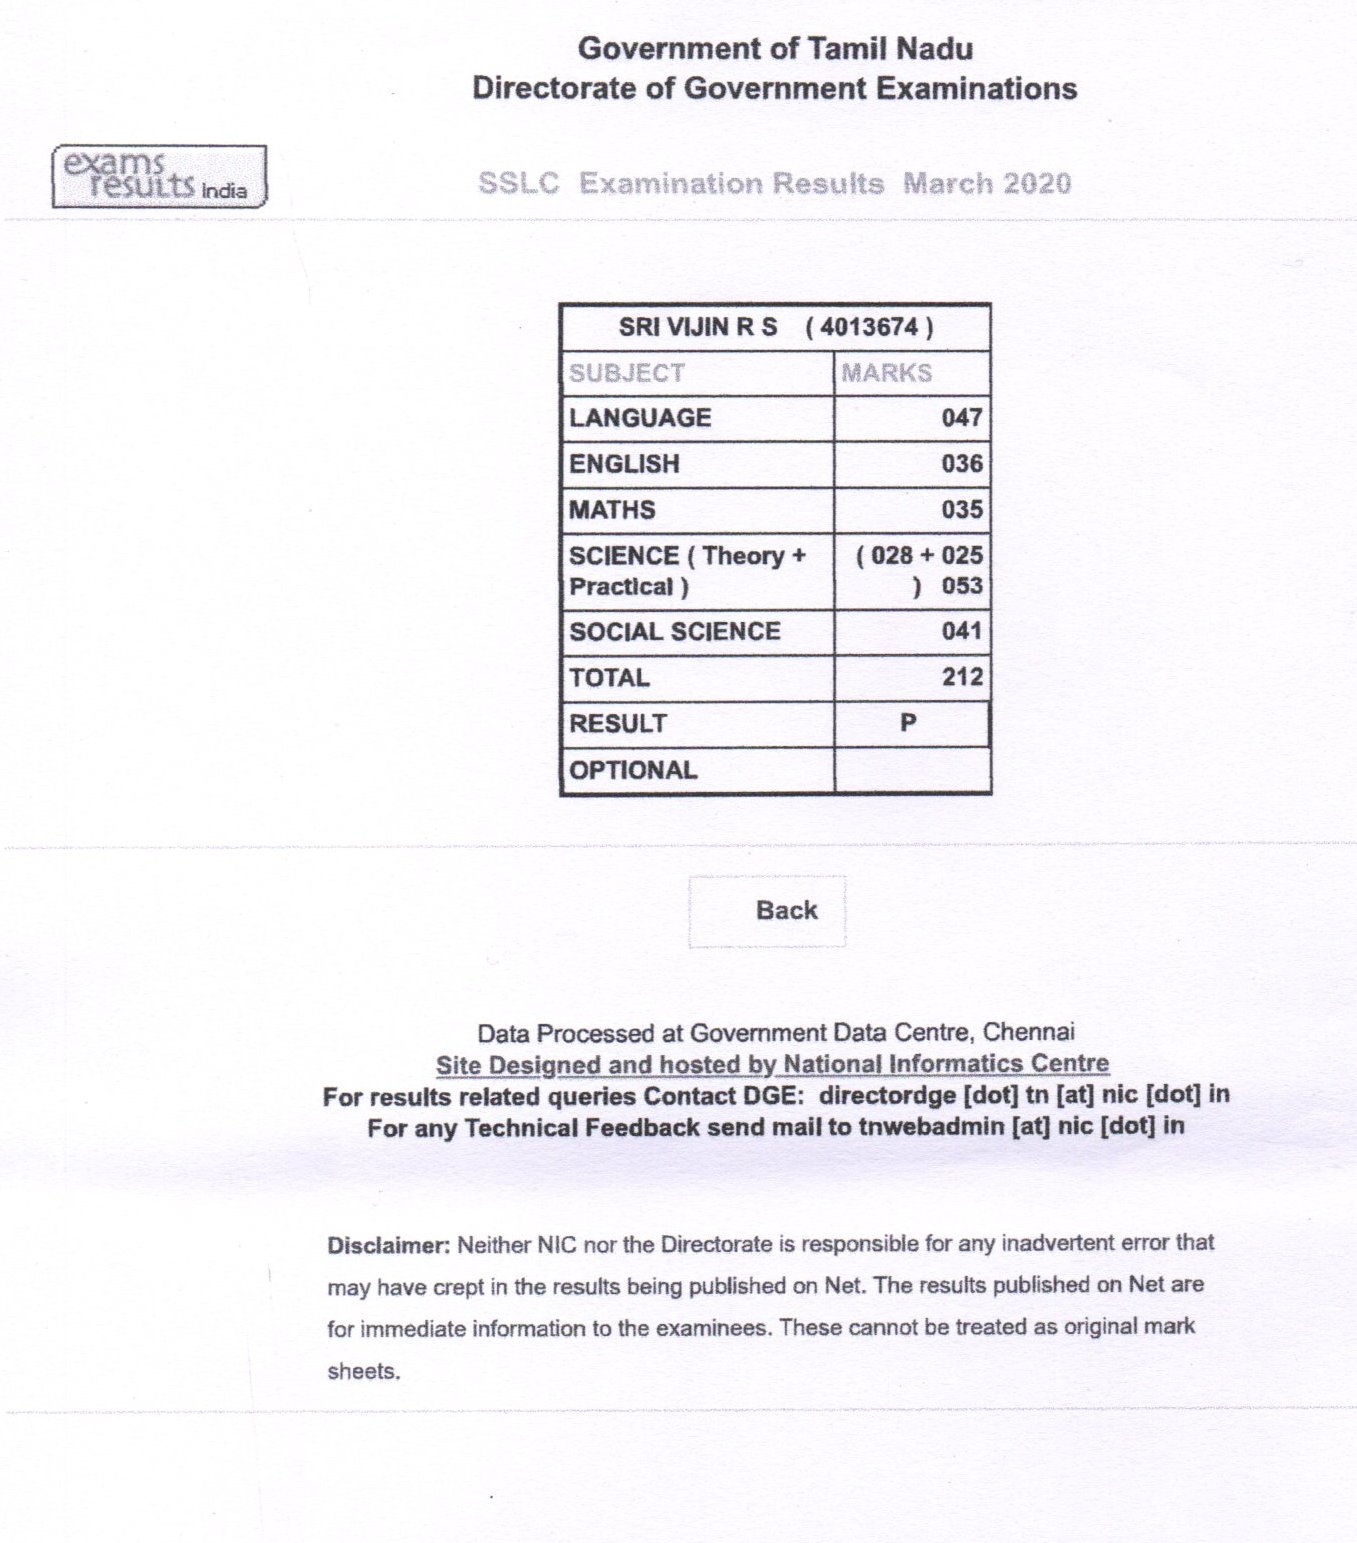 Government of Tamil Nadu
Directorate of Government Examinations
exams
results India
SSLC Examination Results March 2020
SRI VIJIN R S ( 4013674 )
SUBJECT MARKS
LANGUAGE 047
ENGLISH 036
MATHS 035
SCIENCE ( Theory + ( 028 + 025
Practical ) ) 053
SOCIAL SCIENCE 041
TOTAL 212
RESULT P
OPTIONAL
Back
Data Processed at Government Data Centre, Chennai
Site Designed and hosted by National Informatics Centre
For results related queries Contact DGE: directordge [dot] tn [at] nic [dot] in
For any Technical Feedback send mail to tnwebadmin [at] nic [dot] in
Disclaimer: Neither NIC nor the Directorate is responsible for any inadvertent error that
may have crept in the results being published on Net. The results published on Net are
for immediate information to the examinees. These cannot be treated as original mark
sheets.